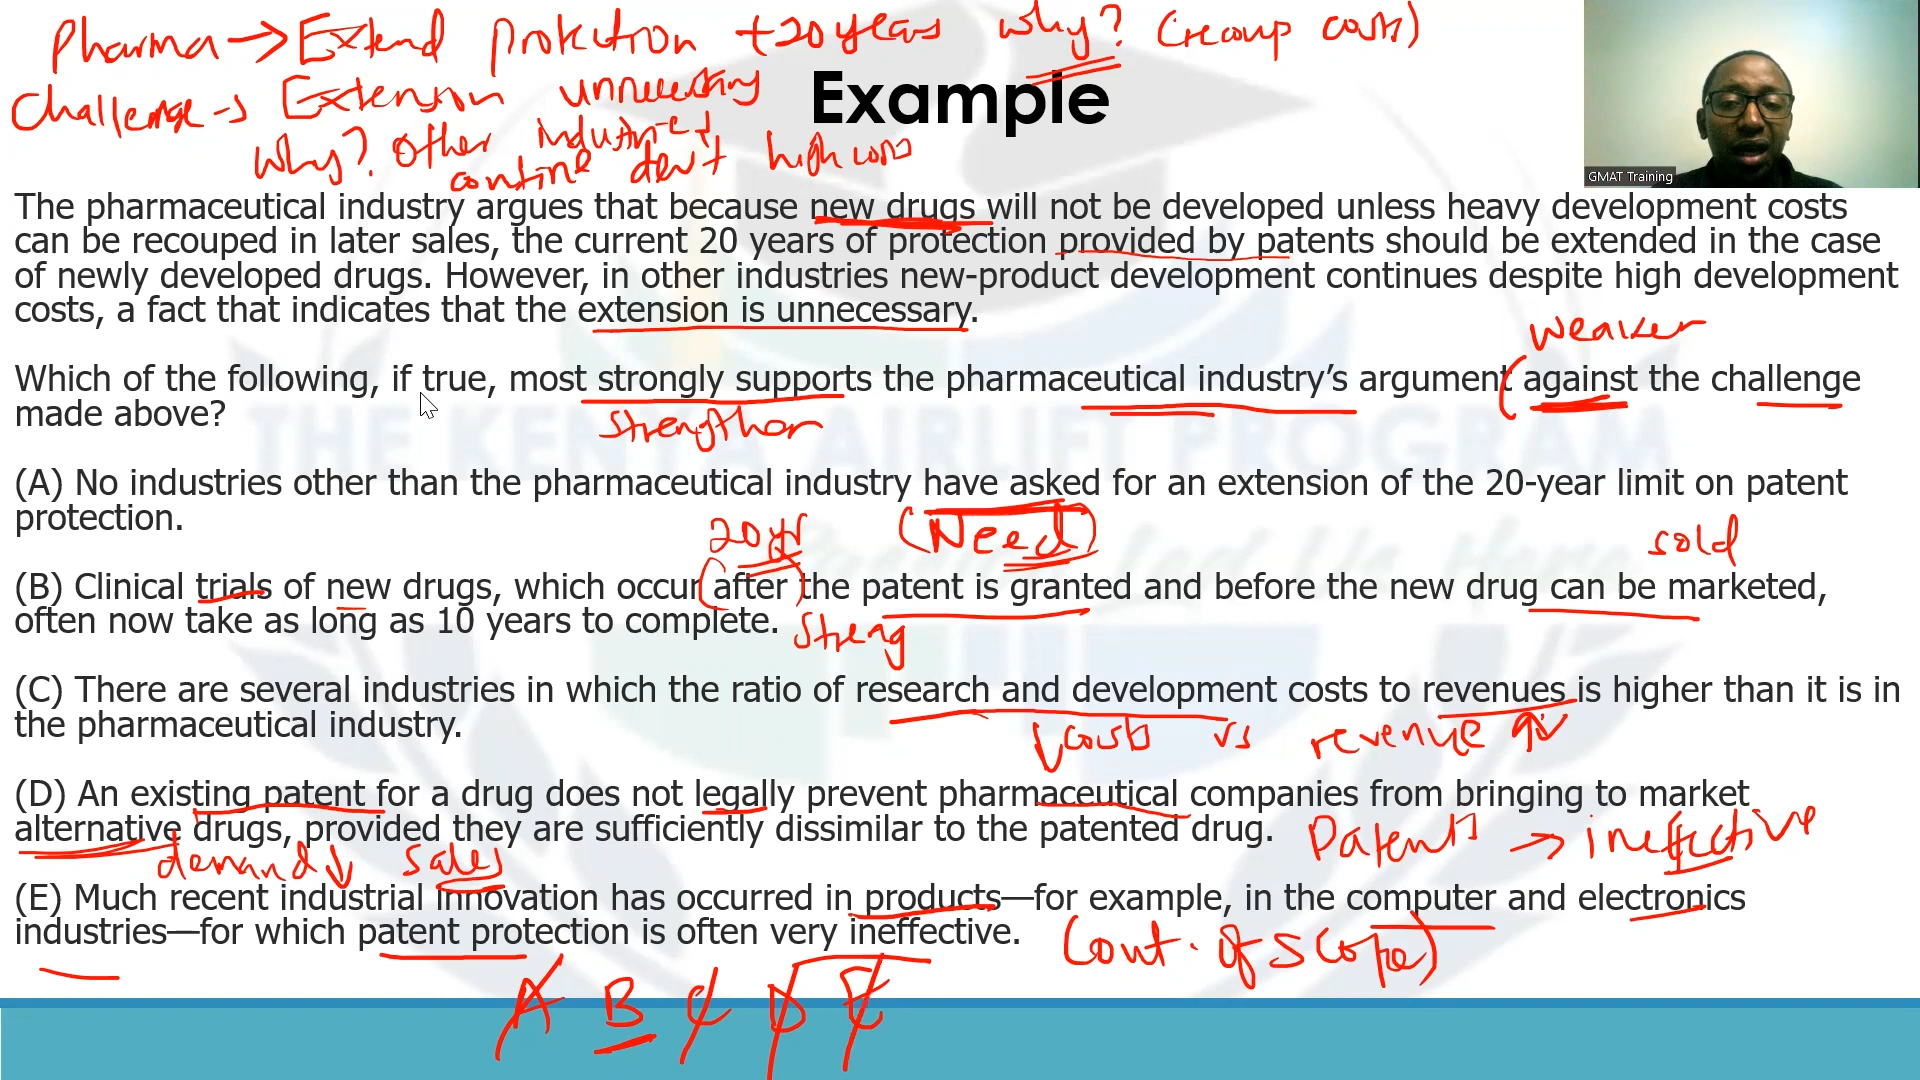 Pharma → Extend protection +20 years why? (recoup costs)
Challenge → Extension unnecessary
why? Other industries
continue dev't high costs
Example
GMAT Training
The pharmaceutical industry argues that because new drugs will not be developed unless heavy development costs
can be recouped in later sales, the current 20 years of protection provided by patents should be extended in the case
of newly developed drugs. However, in other industries new-product development continues despite high development
costs, a fact that indicates that the extension is unnecessary.
weaken
Which of the following, if true, most strongly supports the pharmaceutical industry’s argument against the challenge
made above?
strengthen
THE KENYA AIRLIFT PROGRAM
(A) No industries other than the pharmaceutical industry have asked for an extension of the 20-year limit on patent
protection.
20yr (Need) sold
(B) Clinical trials of new drugs, which occur after the patent is granted and before the new drug can be marketed,
often now take as long as 10 years to complete.
Streng
(C) There are several industries in which the ratio of research and development costs to revenues is higher than it is in
the pharmaceutical industry.
↓ costs vs revenue
(D) An existing patent for a drug does not legally prevent pharmaceutical companies from bringing to market
alternative drugs, provided they are sufficiently dissimilar to the patented drug.
Patents → ineffective
demand ↓ sales
(E) Much recent industrial innovation has occurred in products—for example, in the computer and electronics
industries—for which patent protection is often very ineffective.
(out of scope)
A B C D E